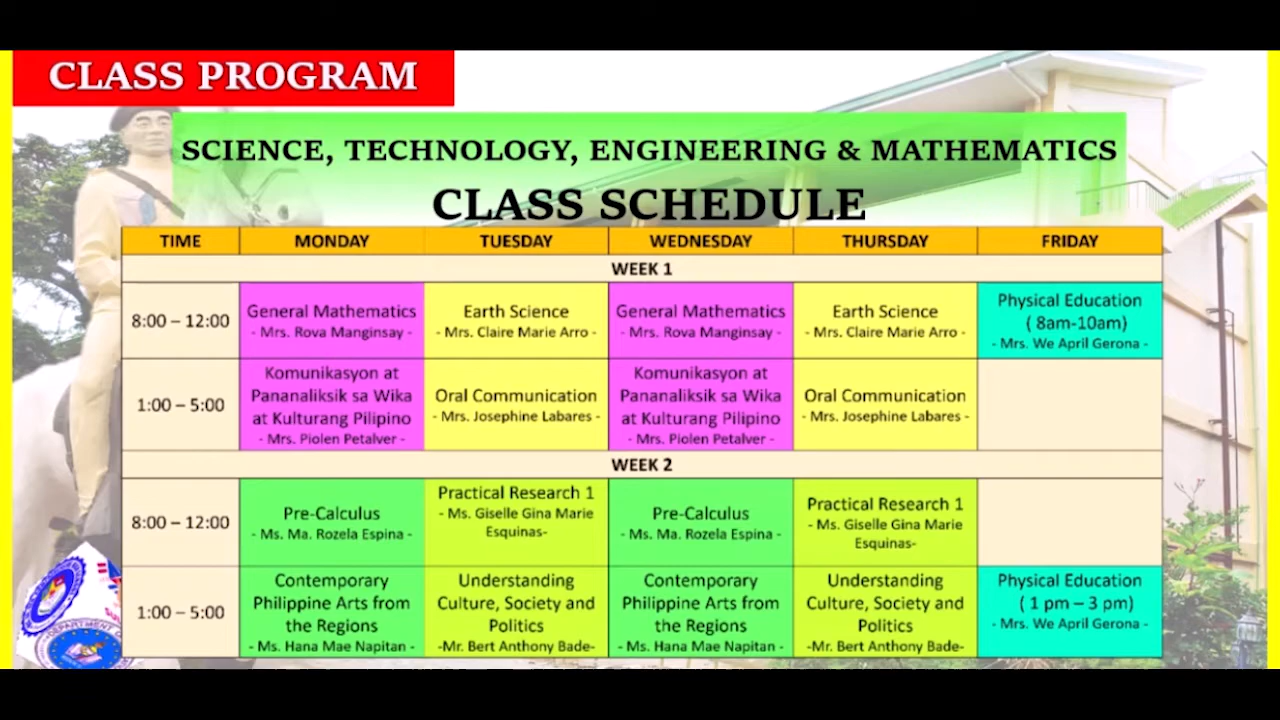 CLASS PROGRAM
SCIENCE, TECHNOLOGY, ENGINEERING & MATHEMATICS
CLASS SCHEDULE
TIME MONDAY TUESDAY WEDNESDAY THURSDAY FRIDAY
WEEK 1
8:00 – 12:00
General Mathematics
- Mrs. Rova Manginsay -
Earth Science
- Mrs. Claire Marie Arro -
General Mathematics
- Mrs. Rova Manginsay -
Earth Science
- Mrs. Claire Marie Arro -
Physical Education
( 8am-10am)
- Mrs. We April Gerona -
1:00 – 5:00
Komunikasyon at
Pananaliksik sa Wika
at Kulturang Pilipino
- Mrs. Piolen Petalver -
Oral Communication
- Mrs. Josephine Labares -
Komunikasyon at
Pananaliksik sa Wika
at Kulturang Pilipino
- Mrs. Piolen Petalver -
Oral Communication
- Mrs. Josephine Labares -
WEEK 2
8:00 – 12:00
Pre-Calculus
- Ms. Ma. Rozela Espina -
Practical Research 1
- Ms. Giselle Gina Marie
Esquinas-
Pre-Calculus
- Ms. Ma. Rozela Espina -
Practical Research 1
- Ms. Giselle Gina Marie
Esquinas-
1:00 – 5:00
Contemporary
Philippine Arts from
the Regions
- Ms. Hana Mae Napitan -
Understanding
Culture, Society and
Politics
-Mr. Bert Anthony Bade-
Contemporary
Philippine Arts from
the Regions
- Ms. Hana Mae Napitan -
Understanding
Culture, Society and
Politics
-Mr. Bert Anthony Bade-
Physical Education
( 1 pm – 3 pm)
- Mrs. We April Gerona -
DEPARTMENT O